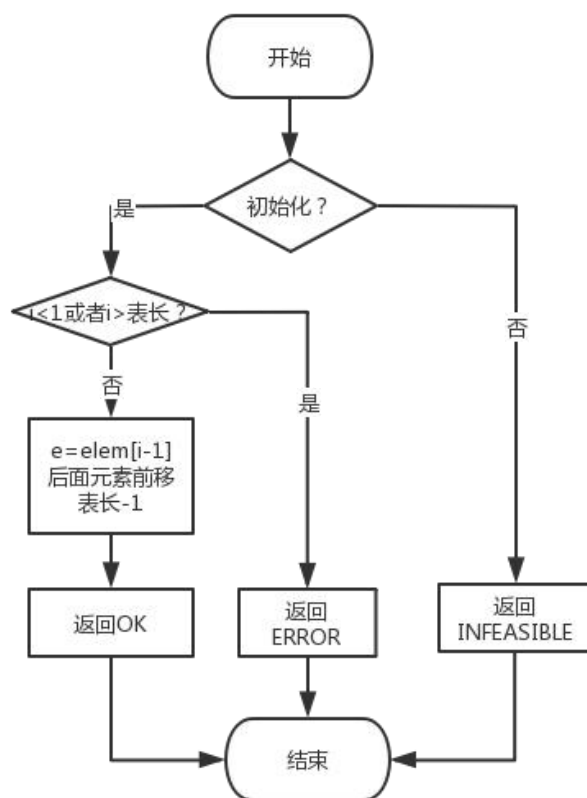 开始
初始化？
是
否
i<1或者i>表长？
否
是
e=elem[i-1]
后面元素前移
表长-1
返回OK
返回
ERROR
返回
INFEASIBLE
结束